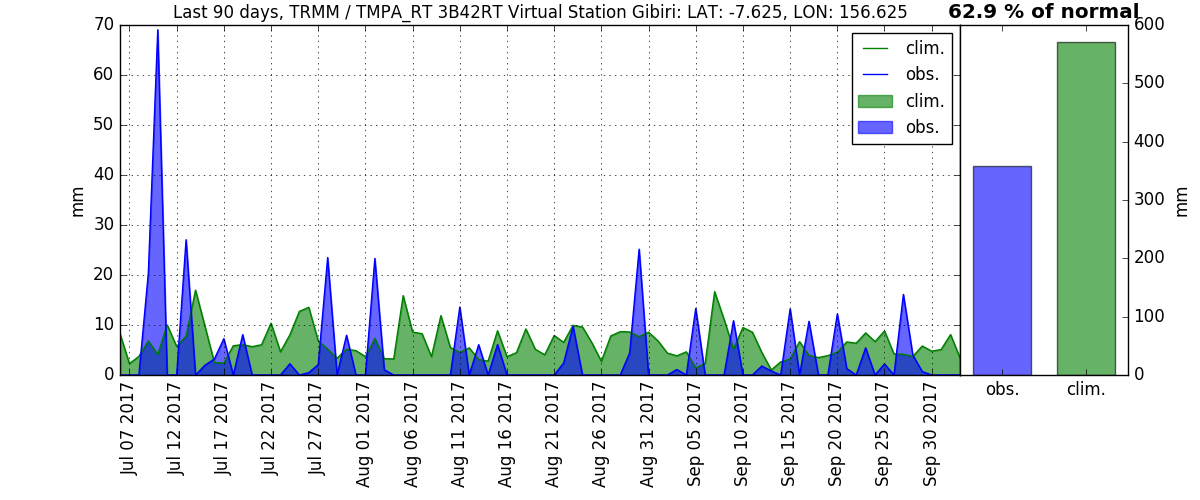 Last 90 days, TRMM / TMPA_RT 3B42RT Virtual Station Gibiri: LAT: -7.625, LON: 156.625
62.9 % of normal
70
60
50
40
30
20
10
0
mm
clim.
obs.
clim.
obs.
600
500
400
300
200
100
0
mm
obs.
clim.
Jul 07 2017
Jul 12 2017
Jul 17 2017
Jul 22 2017
Jul 27 2017
Aug 01 2017
Aug 06 2017
Aug 11 2017
Aug 16 2017
Aug 21 2017
Aug 26 2017
Aug 31 2017
Sep 05 2017
Sep 10 2017
Sep 15 2017
Sep 20 2017
Sep 25 2017
Sep 30 2017